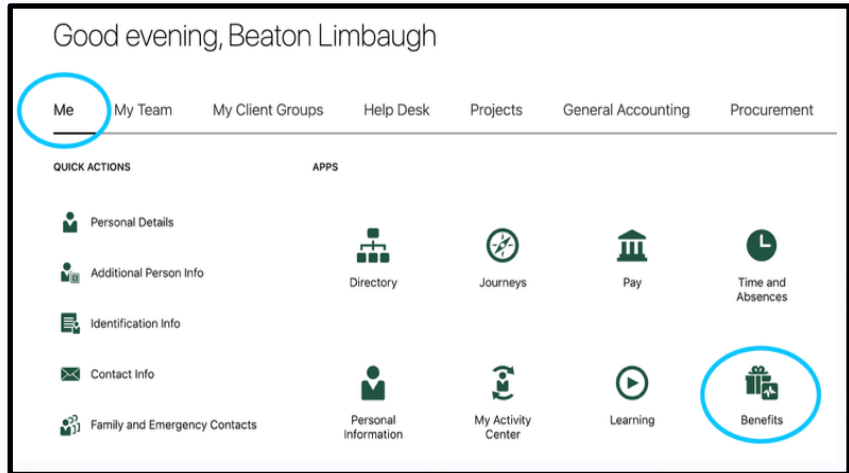 Good evening, Beaton Limbaugh
Me My Team My Client Groups Help Desk Projects General Accounting Procurement
QUICK ACTIONS
Personal Details
Additional Person Info
Identification Info
Contact Info
Family and Emergency Contacts
APPS
Directory Journeys Pay Time and
Absences
Personal
Information
My Activity
Center
Learning Benefits